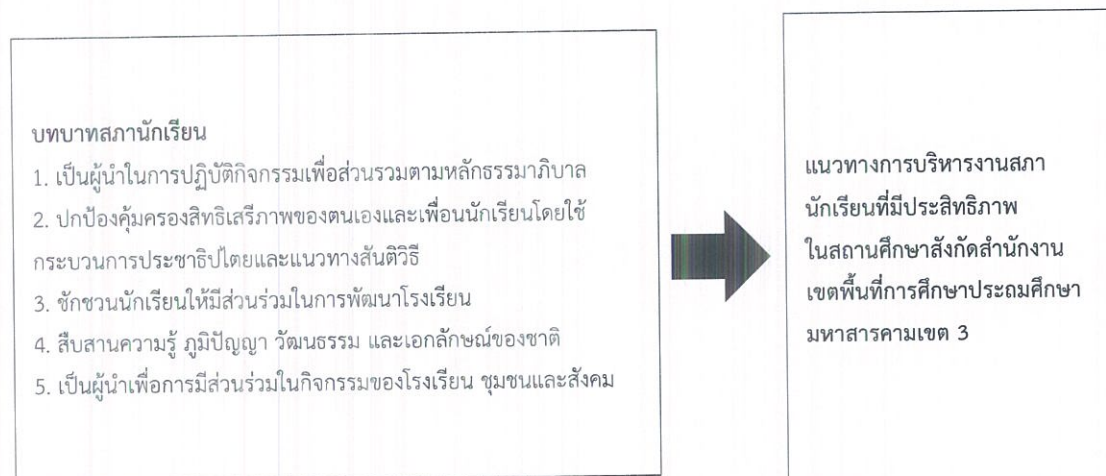 บทบาทสภานักเรียน
1. เป็นผู้นำในการปฏิบัติกิจกรรมเพื่อส่วนรวมตามหลักธรรมาภิบาล
2. ปกป้องคุ้มครองสิทธิเสรีภาพของตนเองและเพื่อนนักเรียนโดยใช้
กระบวนการประชาธิปไตยและแนวทางสันติวิธี
3. ชักชวนนักเรียนให้มีส่วนร่วมในการพัฒนาโรงเรียน
4. สืบสานความรู้ ภูมิปัญญา วัฒนธรรม และเอกลักษณ์ของชาติ
5. เป็นผู้นำเพื่อการมีส่วนร่วมในกิจกรรมของโรงเรียน ชุมชนและสังคม
แนวทางการบริหารงานสภา
นักเรียนที่มีประสิทธิภาพ
ในสถานศึกษาสังกัดสำนักงาน
เขตพื้นที่การศึกษาประถมศึกษา
มหาสารคามเขต 3